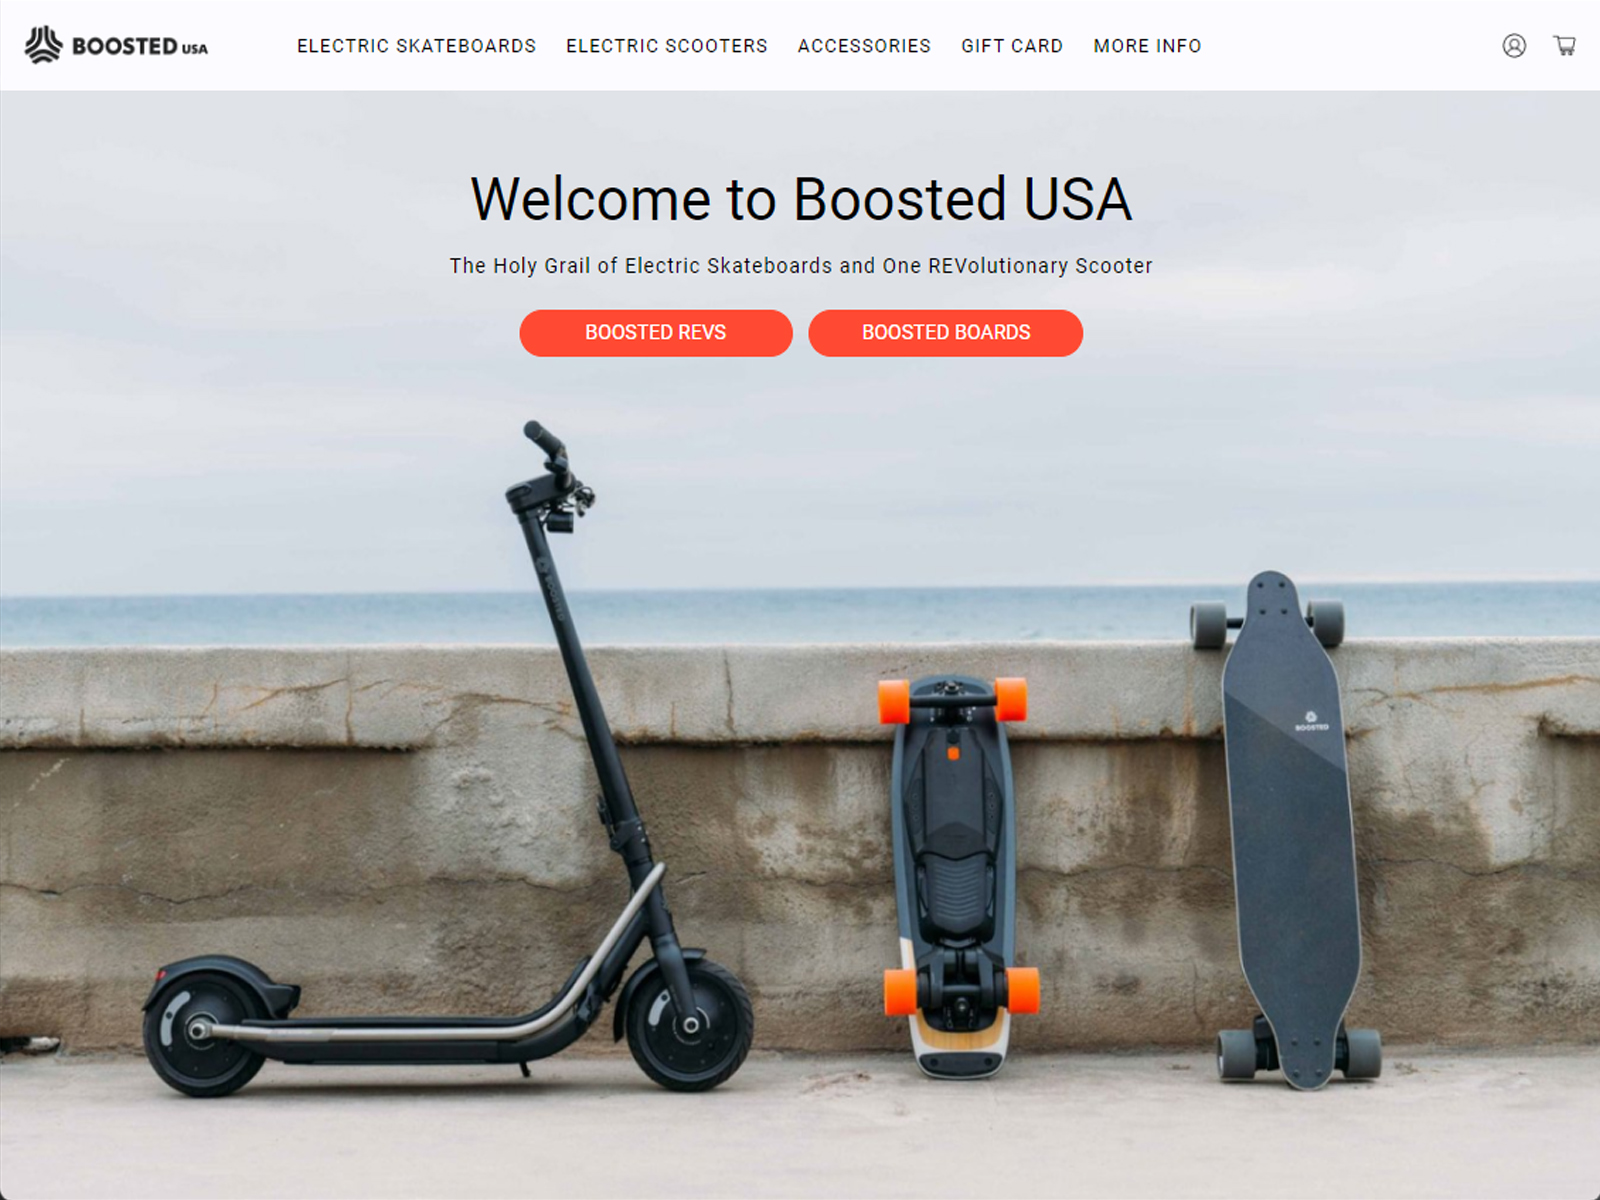 BOOSTED USA
ELECTRIC SKATEBOARDS
ELECTRIC SCOOTERS
ACCESSORIES
GIFT CARD
MORE INFO
Welcome to Boosted USA
The Holy Grail of Electric Skateboards and One REVolutionary Scooter
BOOSTED REVS
BOOSTED BOARDS
BOOSTED
BOOSTED